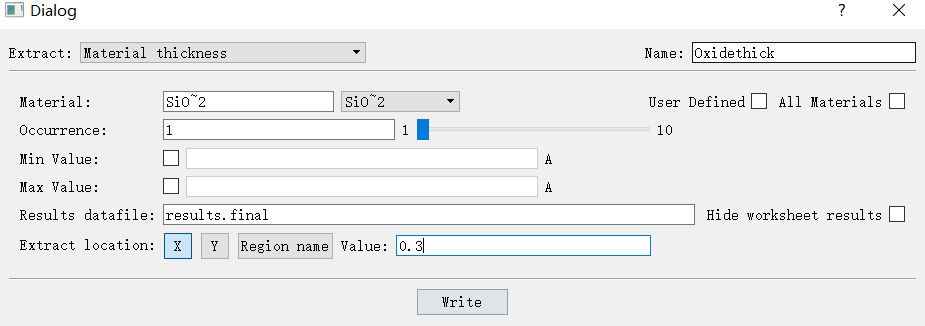 Dialog ?
Extract: Material thickness Name: Oxidethick
Material: SiO~2 SiO~2 User Defined All Materials
Occurrence: 1 1 10
Min Value: A
Max Value: A
Results datafile: results.final Hide worksheet results
Extract location: X Y Region name Value: 0.3
Write